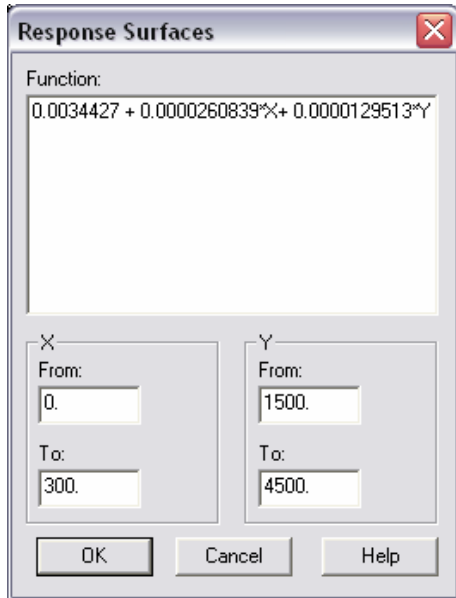 Response Surfaces
Function:
0.0034427 + 0.0000260839*X+ 0.0000129513*Y
X
From:
0.
To:
300.
Y
From:
1500.
To:
4500.
OK
Cancel
Help